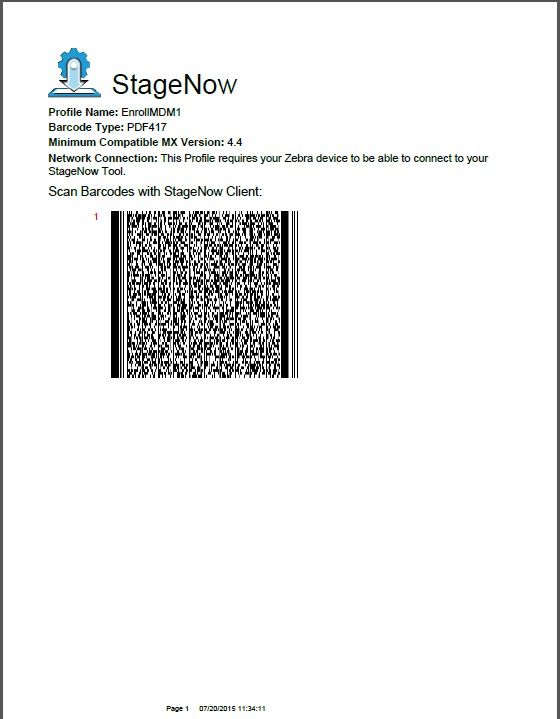 StageNow
Profile Name: EnrollMDM1
Barcode Type: PDF417
Minimum Compatible MX Version: 4.4
Network Connection: This Profile requires your Zebra device to be able to connect to your
StageNow Tool.
Scan Barcodes with StageNow Client:
1
Page 1 07/20/2015 11:34:11